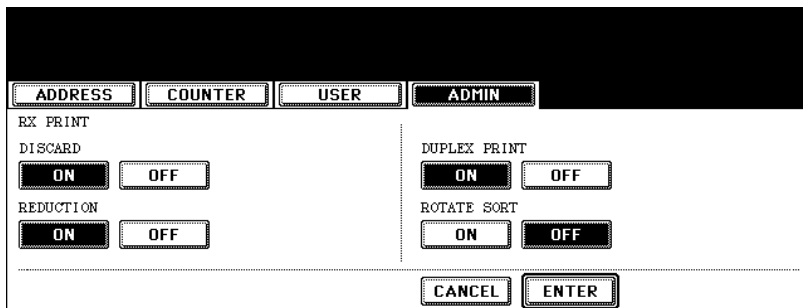 ADDRESS COUNTER USER ADMIN
RX PRINT
DISCARD
ON OFF
REDUCTION
ON OFF
DUPLEX PRINT
ON OFF
ROTATE SORT
ON OFF
CANCEL ENTER